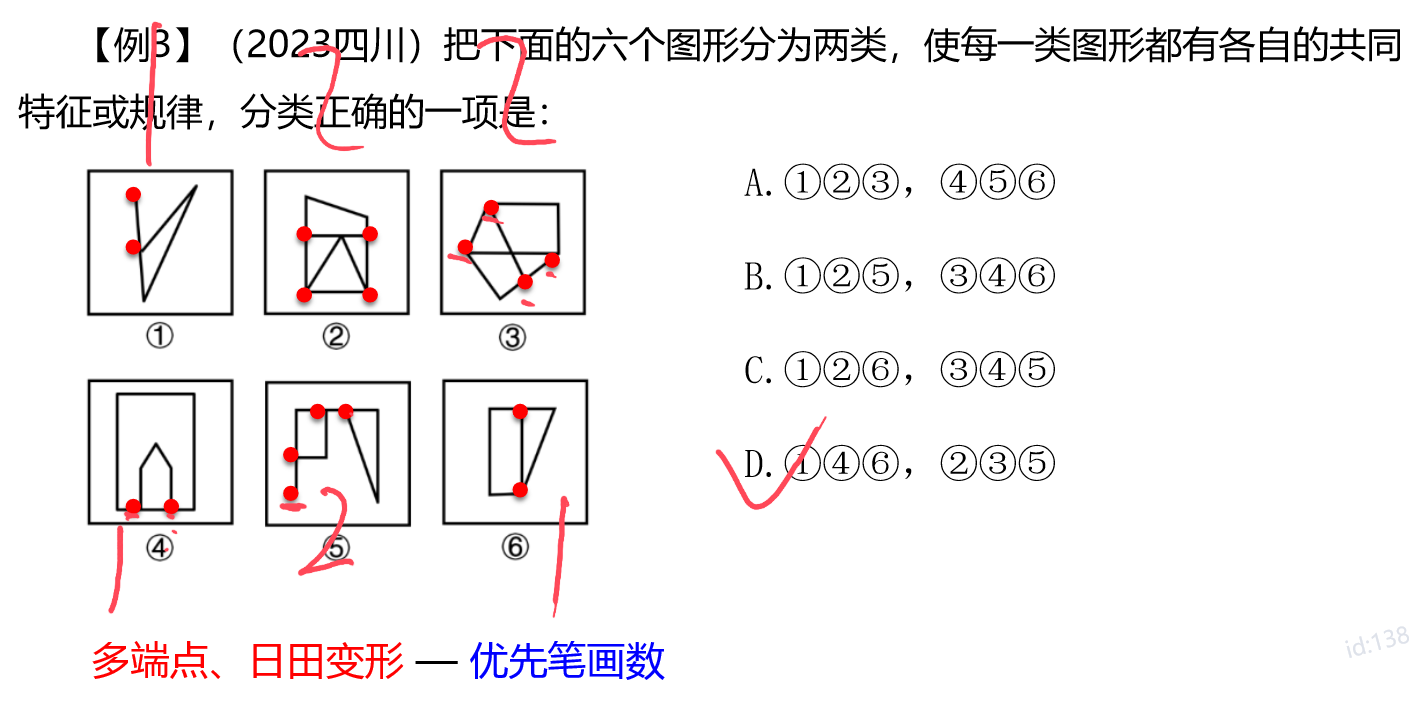 【例3】（2023四川）把下面的六个图形分为两类，使每一类图形都有各自的共同
特征或规律，分类正确的一项是：
1 2 2
① ② ③
④ ⑤ ⑥
1 2 1
A.①②③，④⑤⑥
B.①②⑤，③④⑥
C.①②⑥，③④⑤
D.①④⑥，②③⑤
多端点、日田变形 — 优先笔画数
id:138